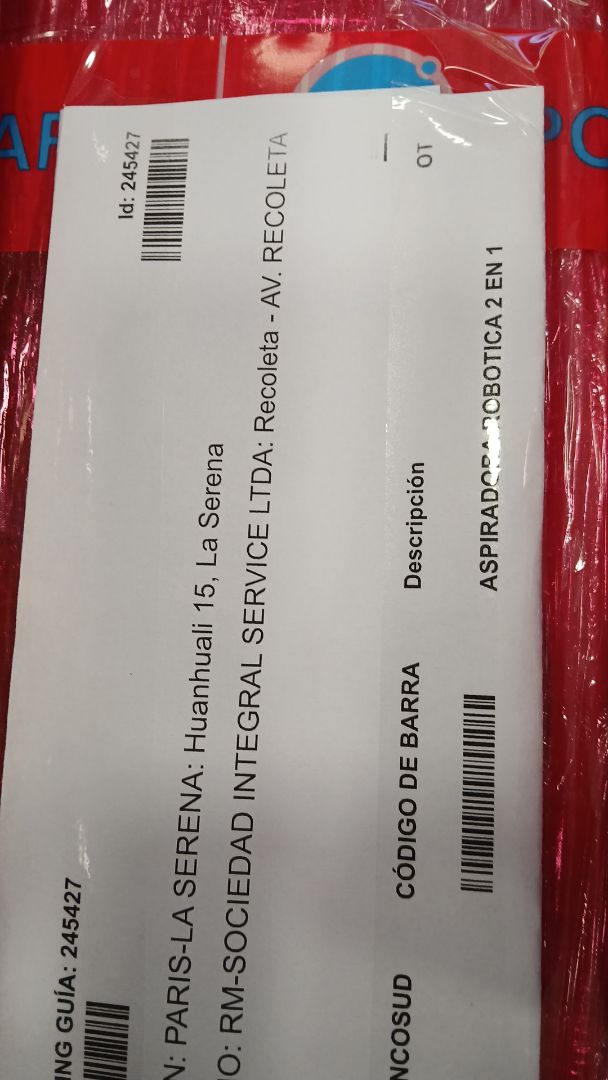 Id: 245427
ING GUÍA: 245427
N: PARIS-LA SERENA: Huanhuali 15, La Serena
O: RM-SOCIEDAD INTEGRAL SERVICE LTDA: Recoleta - AV. RECOLETA
NCOSUD CÓDIGO DE BARRA Descripción OT
ASPIRADORA ROBOTICA 2 EN 1